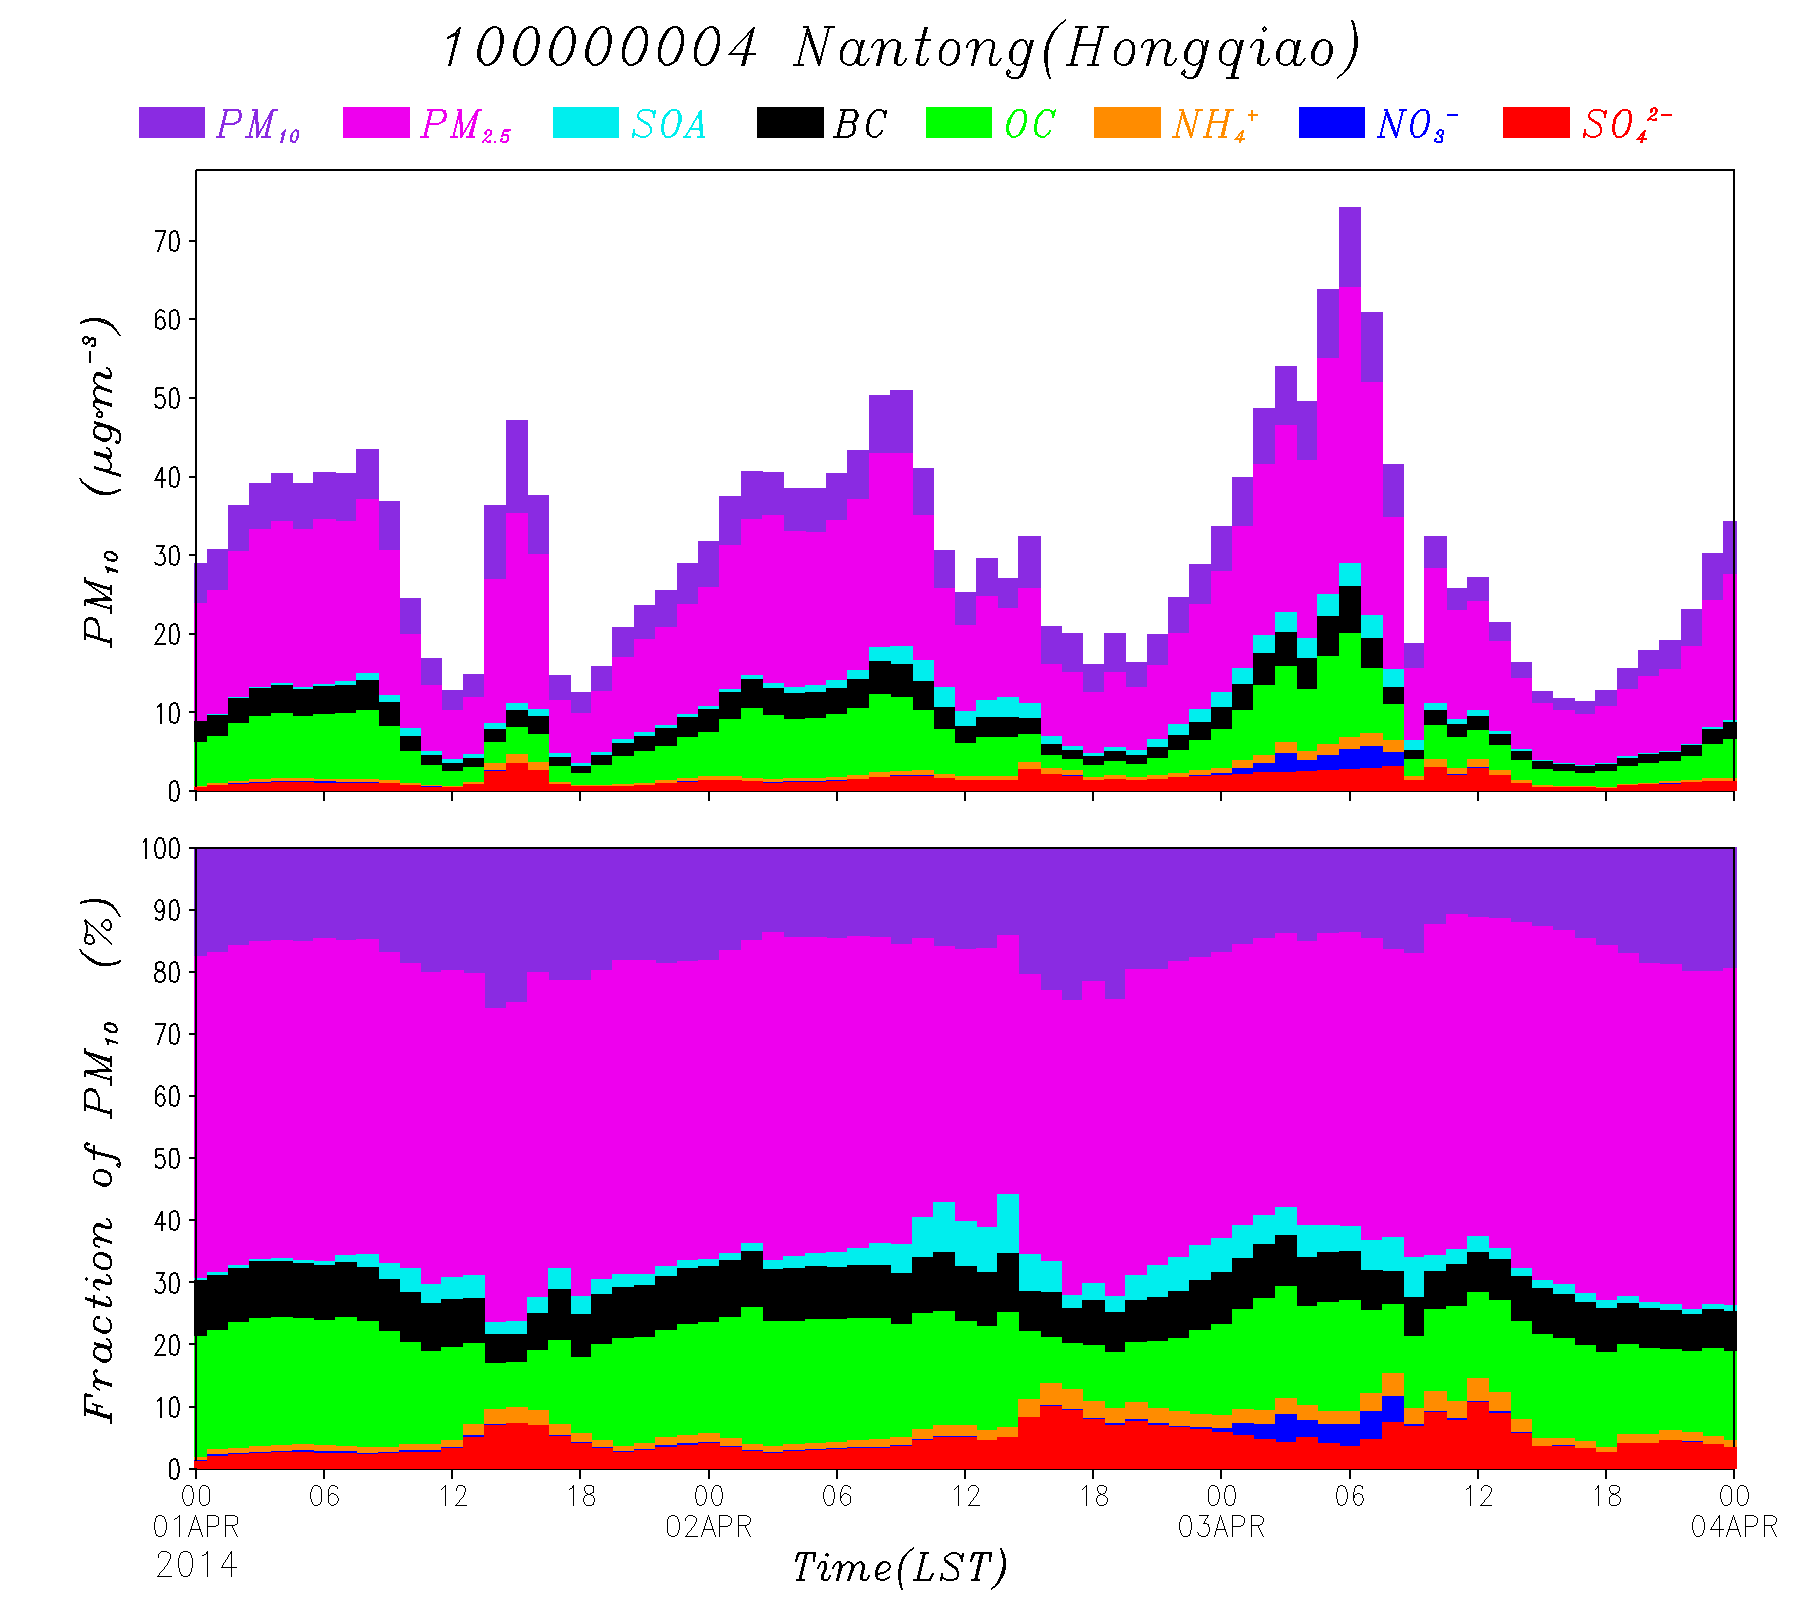 100000004 Nantong(Hongqiao)
PM₁₀ PM₂.₅ SOA BC OC NH₄⁺ NO₃⁻ SO₄²⁻
PM₁₀ (μg·m⁻³)
70
60
50
40
30
20
10
0
Fraction of PM₁₀ (%)
100
90
80
70
60
50
40
30
20
10
0
00 06 12 18 00 06 12 18 00 06 12 18 00
01APR 02APR 03APR 04APR
2014
Time(LST)